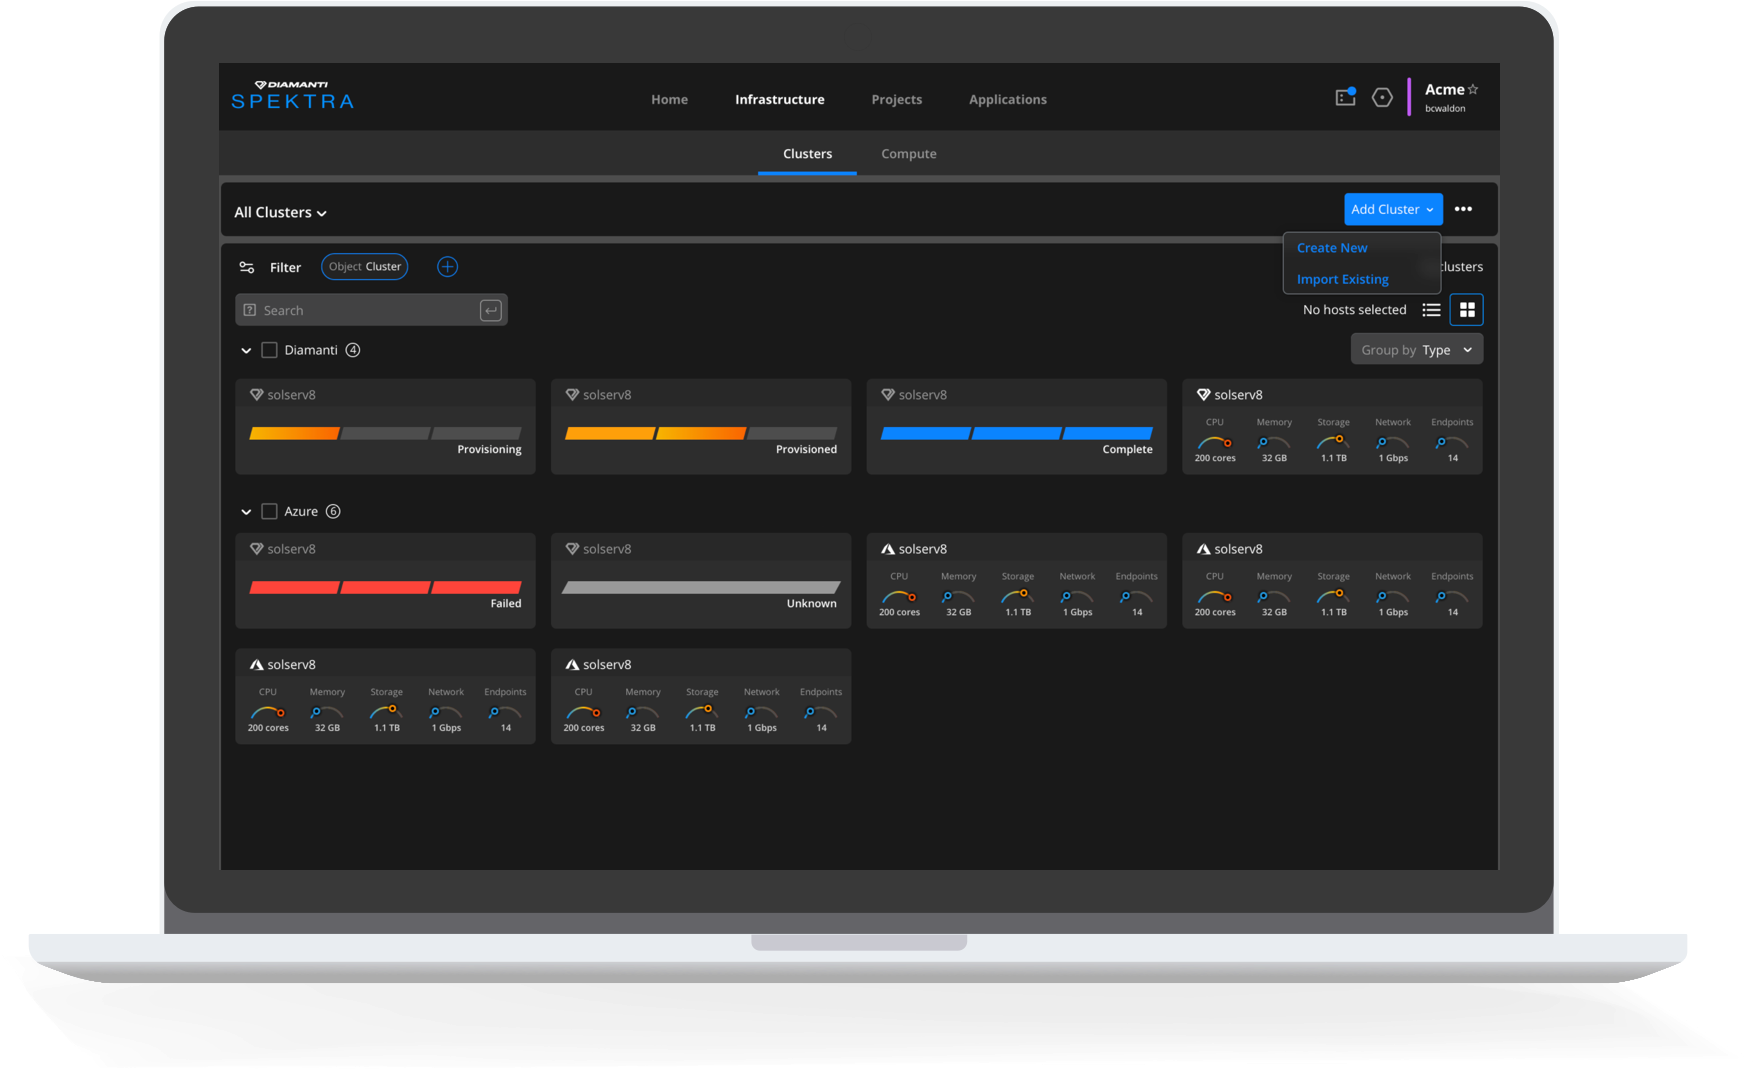 DIAMANTI
SPEKTRA
Home Infrastructure Projects Applications
Acme
bcwaldon
Clusters Compute
All Clusters
Add Cluster
Create New
Import Existing
Filter Object Cluster
clusters
Search
No hosts selected
Diamanti 4
Group by Type
solserv8 solserv8 solserv8 solserv8
CPU Memory Storage Network Endpoints
Provisioning Provisioned Complete
200 cores 32 GB 1.1 TB 1 Gbps 14
Azure 6
solserv8 solserv8 solserv8 solserv8
CPU Memory Storage Network Endpoints CPU Memory Storage Network Endpoints
Failed Unknown
200 cores 32 GB 1.1 TB 1 Gbps 14 200 cores 32 GB 1.1 TB 1 Gbps 14
solserv8 solserv8
CPU Memory Storage Network Endpoints CPU Memory Storage Network Endpoints
200 cores 32 GB 1.1 TB 1 Gbps 14 200 cores 32 GB 1.1 TB 1 Gbps 14